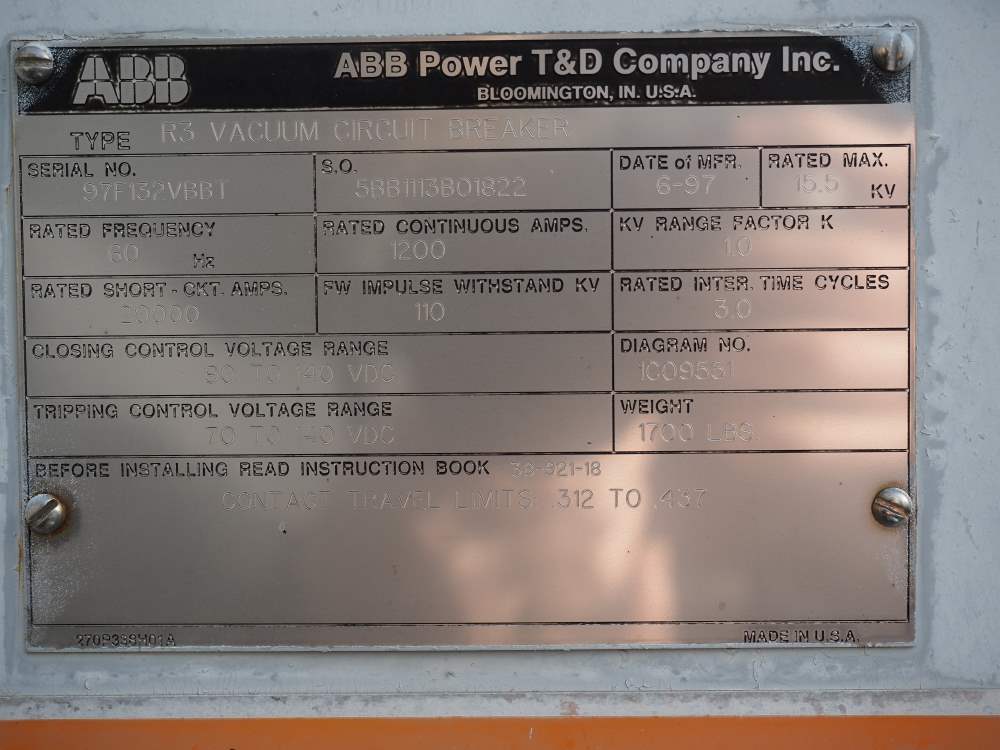 ABB
ABB Power T&D Company Inc.
BLOOMINGTON, IN. U.S.A.
TYPE R3 VACUUM CIRCUIT BREAKER
SERIAL NO. S.O. DATE of MFR. RATED MAX.
97F132VBBT 5BB1113B01822 6-97 15.5 KV
RATED FREQUENCY RATED CONTINUOUS AMPS. KV RANGE FACTOR K
60 Hz 1200 1.0
RATED SHORT-CKT. AMPS. FW IMPULSE WITHSTAND KV RATED INTER. TIME CYCLES
20000 110 3.0
CLOSING CONTROL VOLTAGE RANGE DIAGRAM NO.
90 TO 140 VDC
TRIPPING CONTROL VOLTAGE RANGE WEIGHT
70 TO 140 VDC 1700 LBS
BEFORE INSTALLING READ INSTRUCTION BOOK
CONTACT TRAVEL LIMITS .312 TO .437
MADE IN U.S.A.